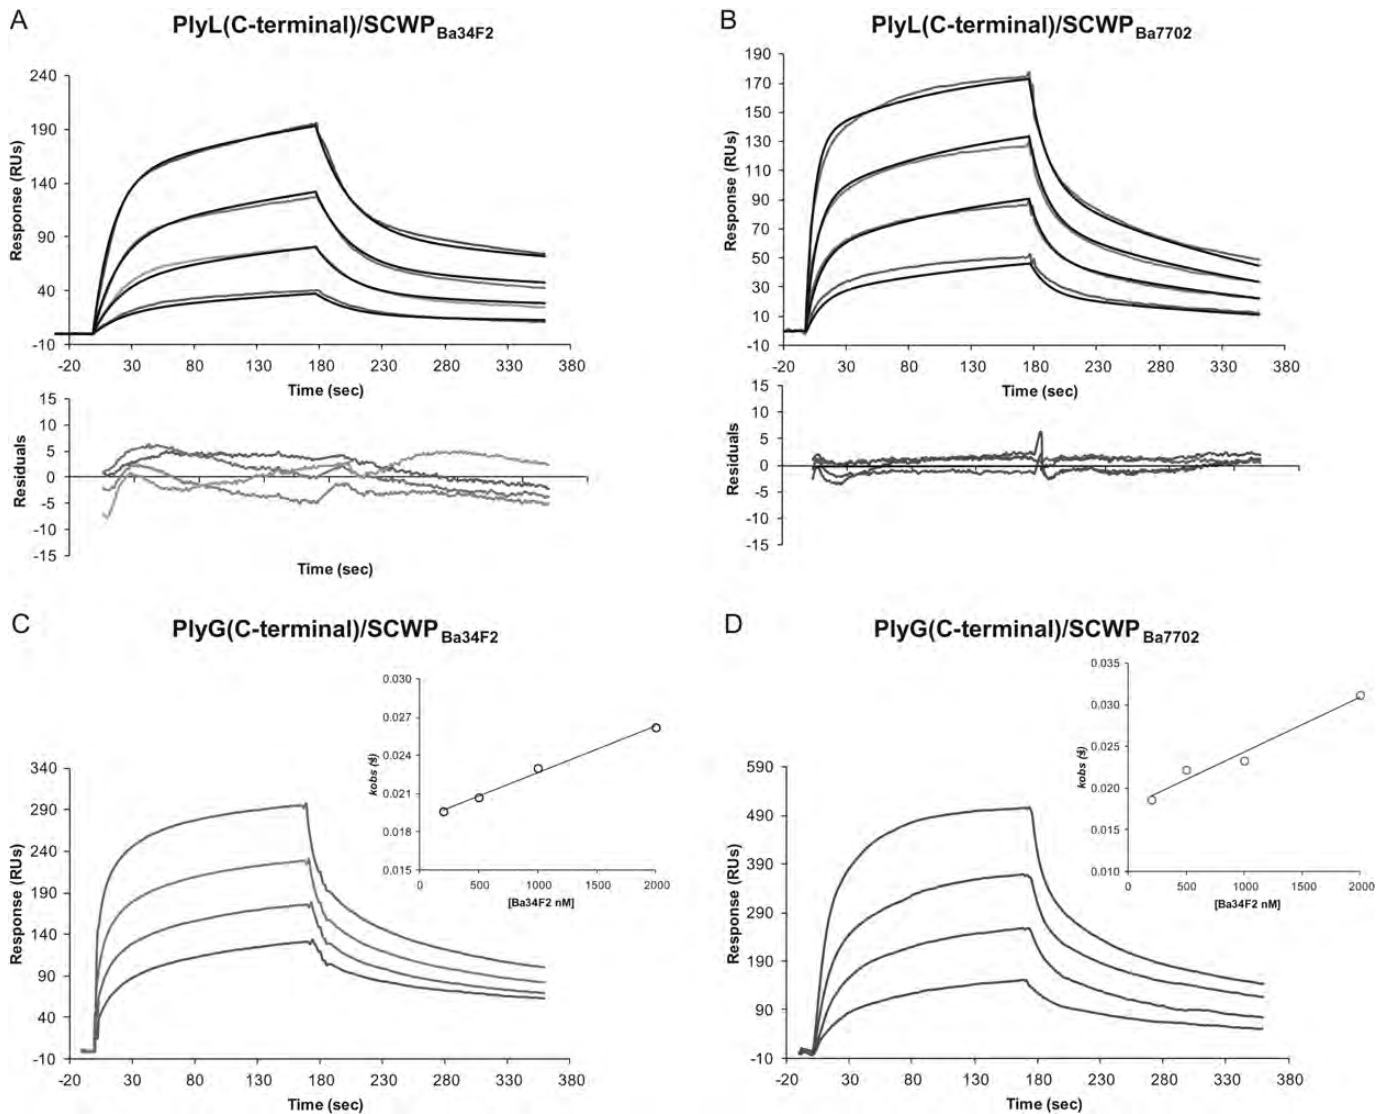 A
PlyL(C-terminal)/SCWPBa34F2
240
190
140
90
40
-10
Response (RUs)
-20 30 80 130 180 230 280 330 380
Time (sec)
15
10
5
0
-5
-10
-15
Residuals
Time (sec)
B
PlyL(C-terminal)/SCWPBa7702
190
170
150
130
110
90
70
50
30
10
-10
Response (RUs)
-20 30 80 130 180 230 280 330 380
Time (sec)
15
10
5
0
-5
-10
-15
Residuals
C
PlyG(C-terminal)/SCWPBa34F2
0.030
0.027
0.024
0.021
0.018
0.015
kobs (s)
0 500 1000 1500 2000
[Ba34F2 nM]
340
290
240
190
140
90
40
-10
Response (RUs)
-20 30 80 130 180 230 280 330 380
Time (sec)
D
PlyG(C-terminal)/SCWPBa7702
0.035
0.030
0.025
0.020
0.015
0.010
kobs (s)
0 500 1000 1500 2000
[Ba34F2 nM]
590
490
390
290
190
90
-10
Response (RUs)
-20 30 80 130 180 230 280 330 380
Time (sec)